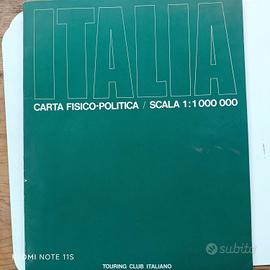 ITALIA
CARTA FISICO-POLITICA / SCALA 1:1 000 000
subito
OMI NOTE 11S
TOURING CLUB ITALIANO